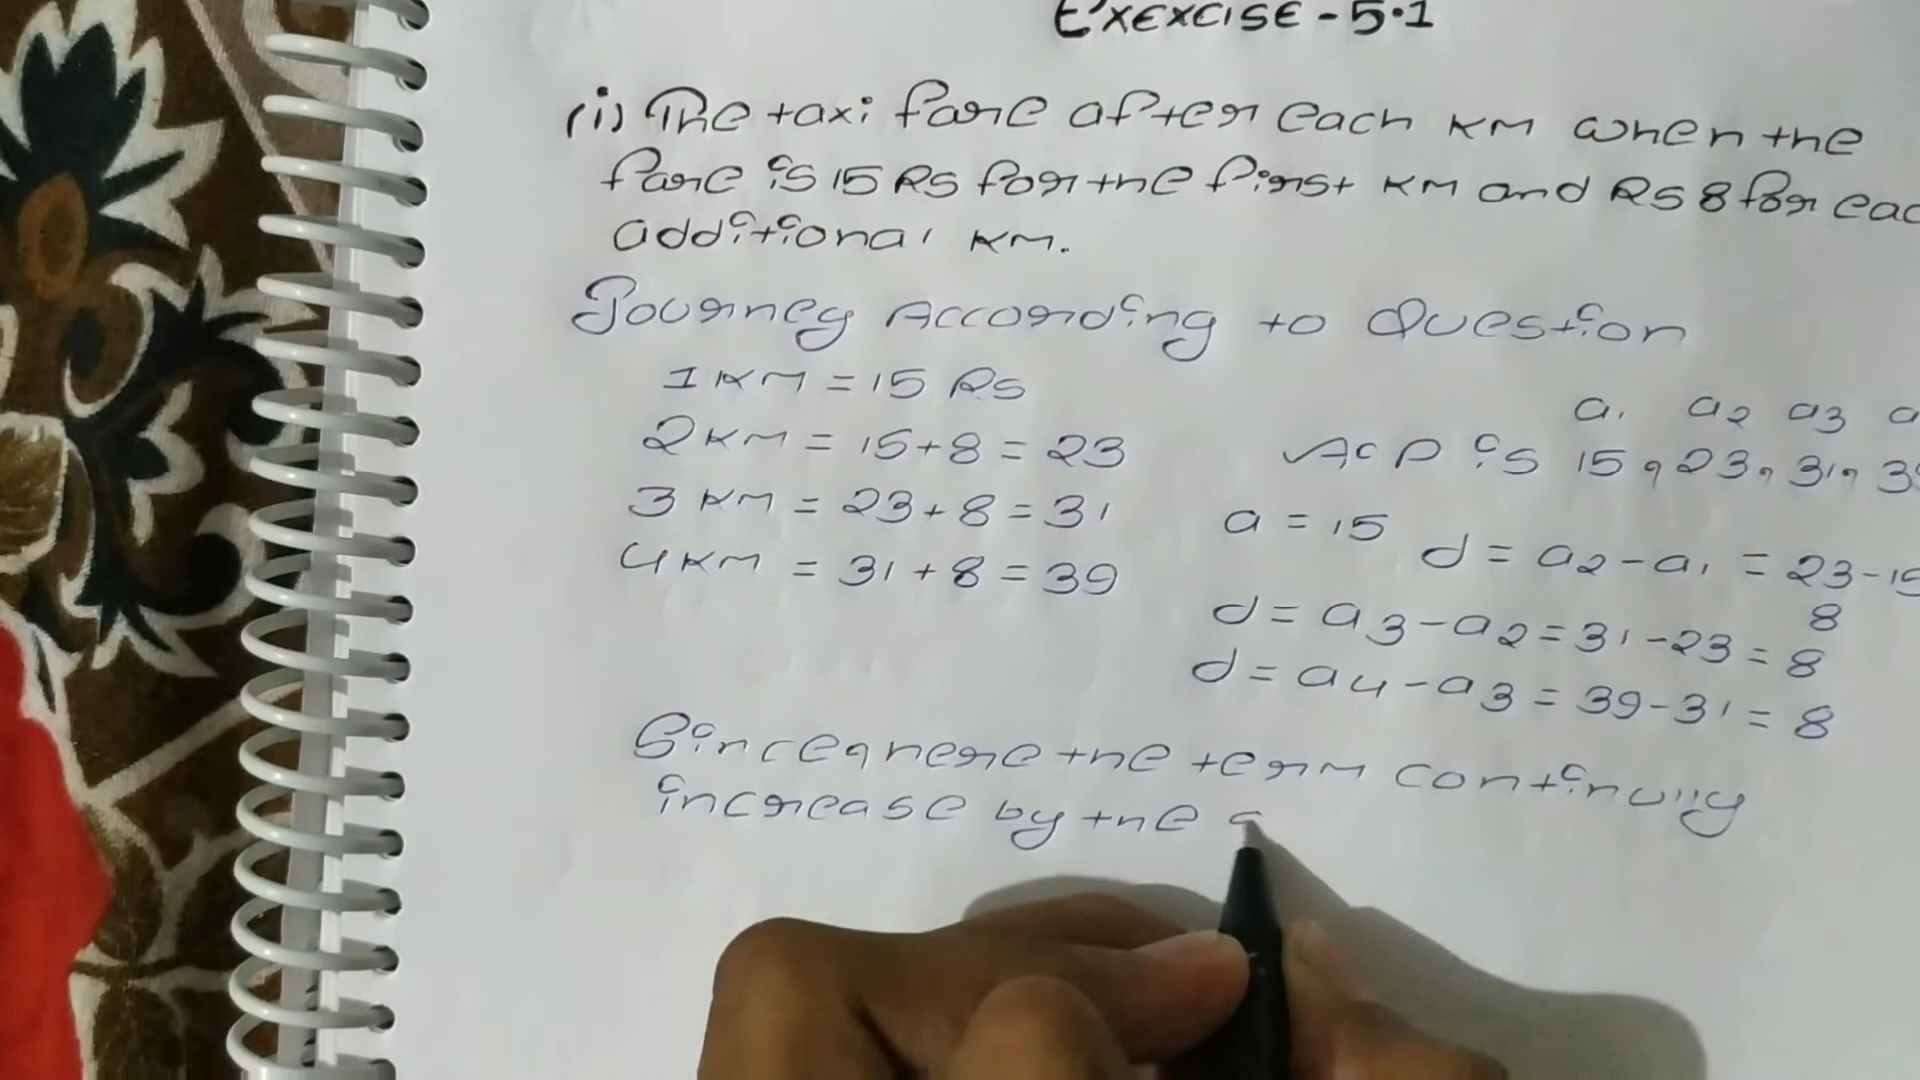 EXERCISE-5.1
(i) The taxi fare after each KM when the
fare is 15 RS for the first KM and RS 8 for eac
additional KM.
Journey According to Question
1 KM = 15 RS
2 KM = 15+8 = 23
3 KM = 23+8 = 31
4 KM = 31+8 = 39
a1 a2 a3 a
is 15, 23, 31, 39
a = 15 d = a2-a1 = 23-15
8
d = a3-a2 = 31-23 = 8
d = a4-a3 = 39-31 = 8
Since, here the term continully
increase by the